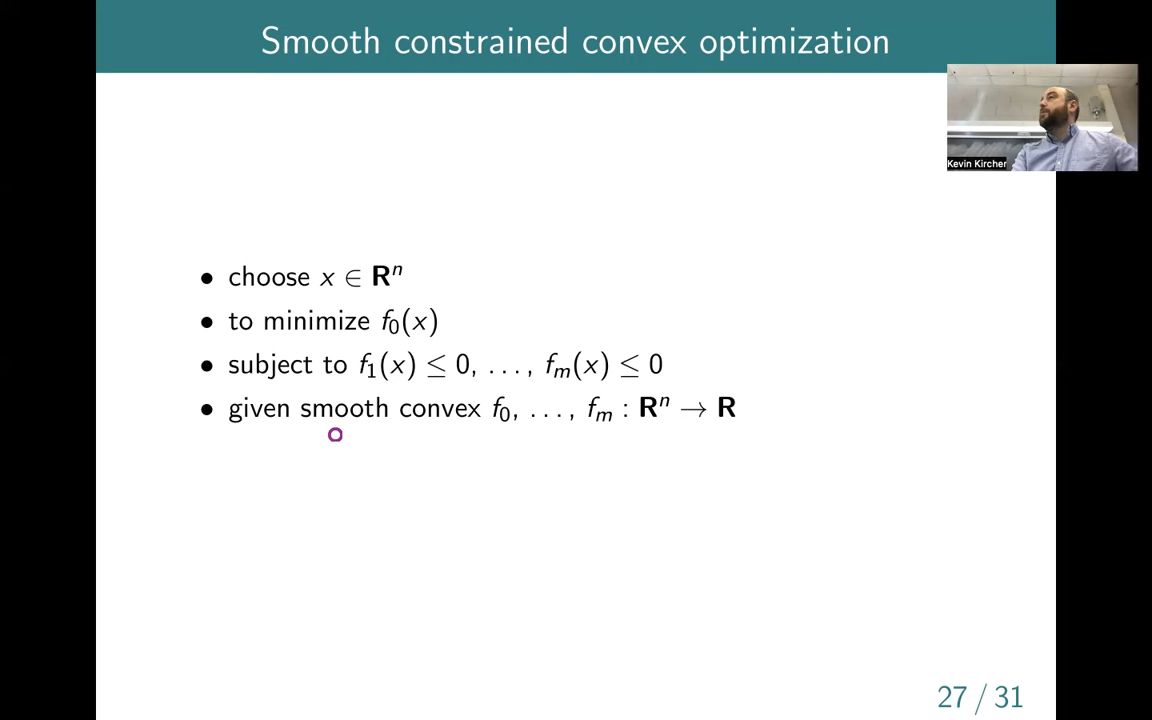 Smooth constrained convex optimization
Kevin Kircher
• choose x ∈ Rⁿ
• to minimize f₀(x)
• subject to f₁(x) ≤ 0, . . . , fₘ(x) ≤ 0
• given smooth convex f₀, . . . , fₘ : Rⁿ → R
27 / 31